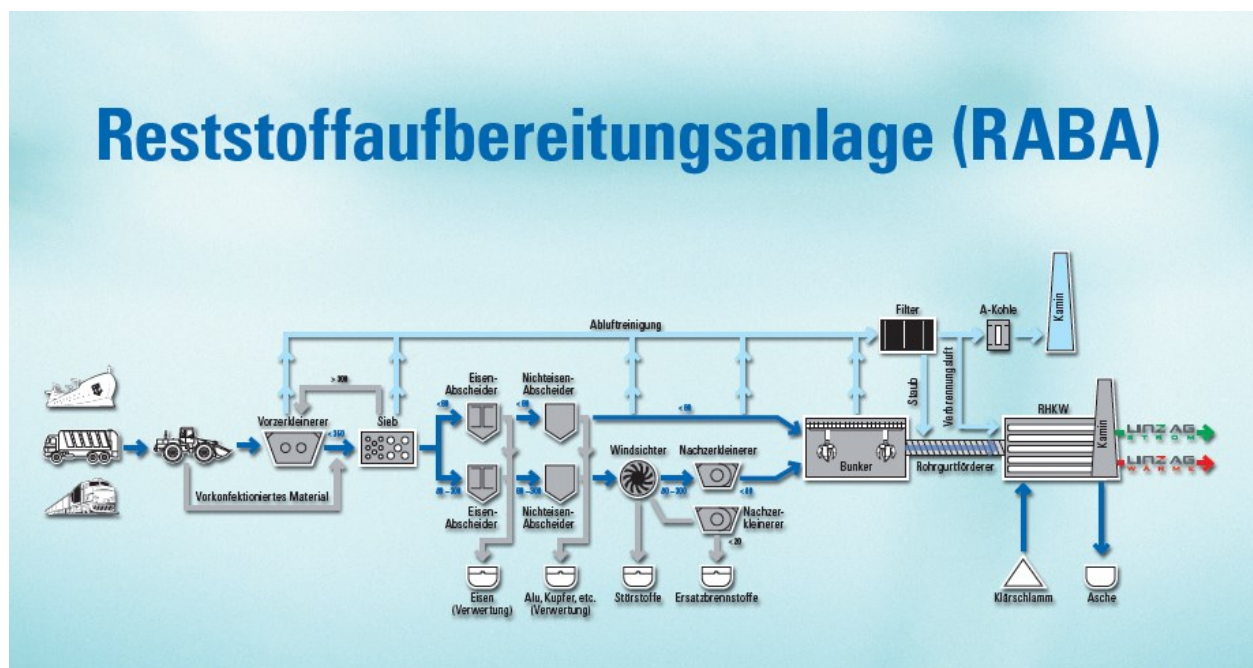 Reststoffaufbereitungsanlage (RABA)
Filter
A-Kohle
Kamin
Abluftreinigung
Staub
Verbrennungsluft
> 300
Eisen-
Abscheider
Nichteisen-
Abscheider
Vorzerkleinerer
Sieb
< 80
< 80
< 80
RHKW
Kamin
LINZ AG
STROM
Windsichter
Nachzerkleinerer
Bunker
Rohrgurtförderer
LINZ AG
WÄRME
Vorkonfektioniertes Material
80 – 300
80 – 300
80 – 300
< 80
Eisen-
Abscheider
Nichteisen-
Abscheider
Nachzer-
kleinerer
< 20
Eisen
(Verwertung)
Alu, Kupfer, etc.
(Verwertung)
Störstoffe
Ersatzbrennstoffe
Klärschlamm
Asche